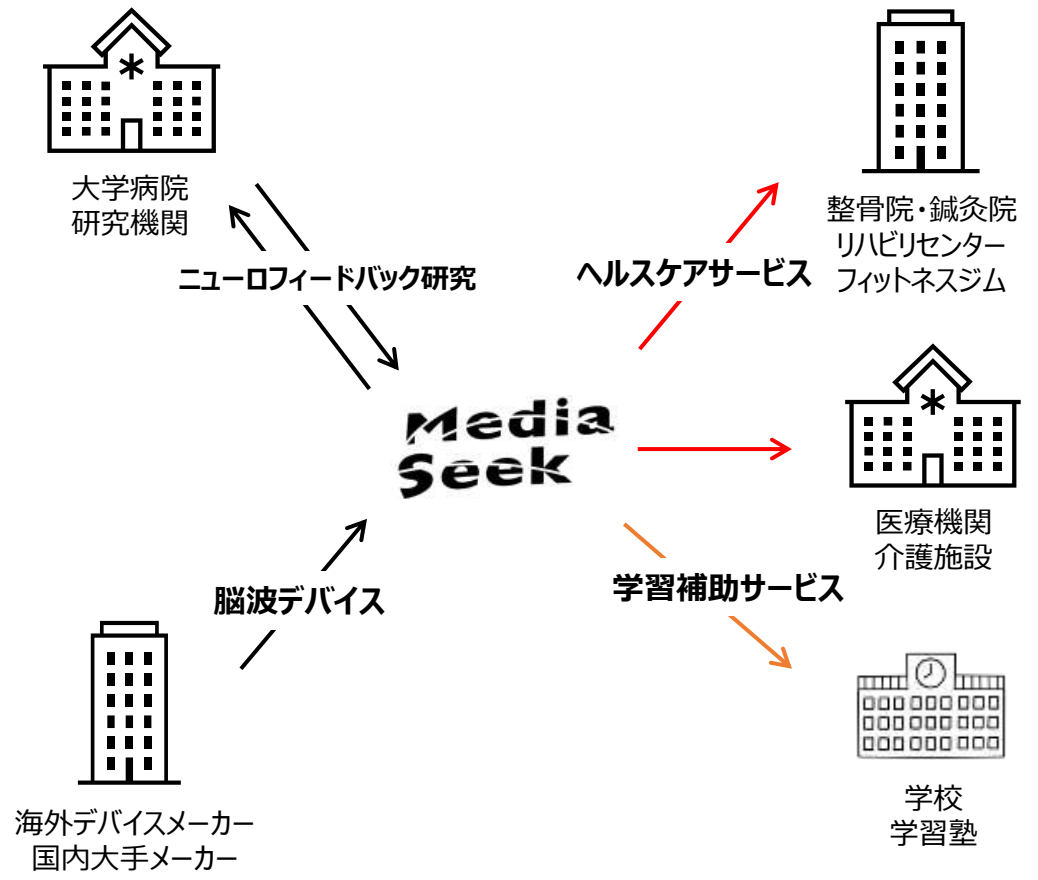 大学病院
研究機関
整骨院・鍼灸院
リハビリセンター
フィットネスジム
ニューロフィードバック研究
ヘルスケアサービス
Media
Seek
医療機関
介護施設
脳波デバイス
学習補助サービス
海外デバイスメーカー
国内大手メーカー
学校
学習塾